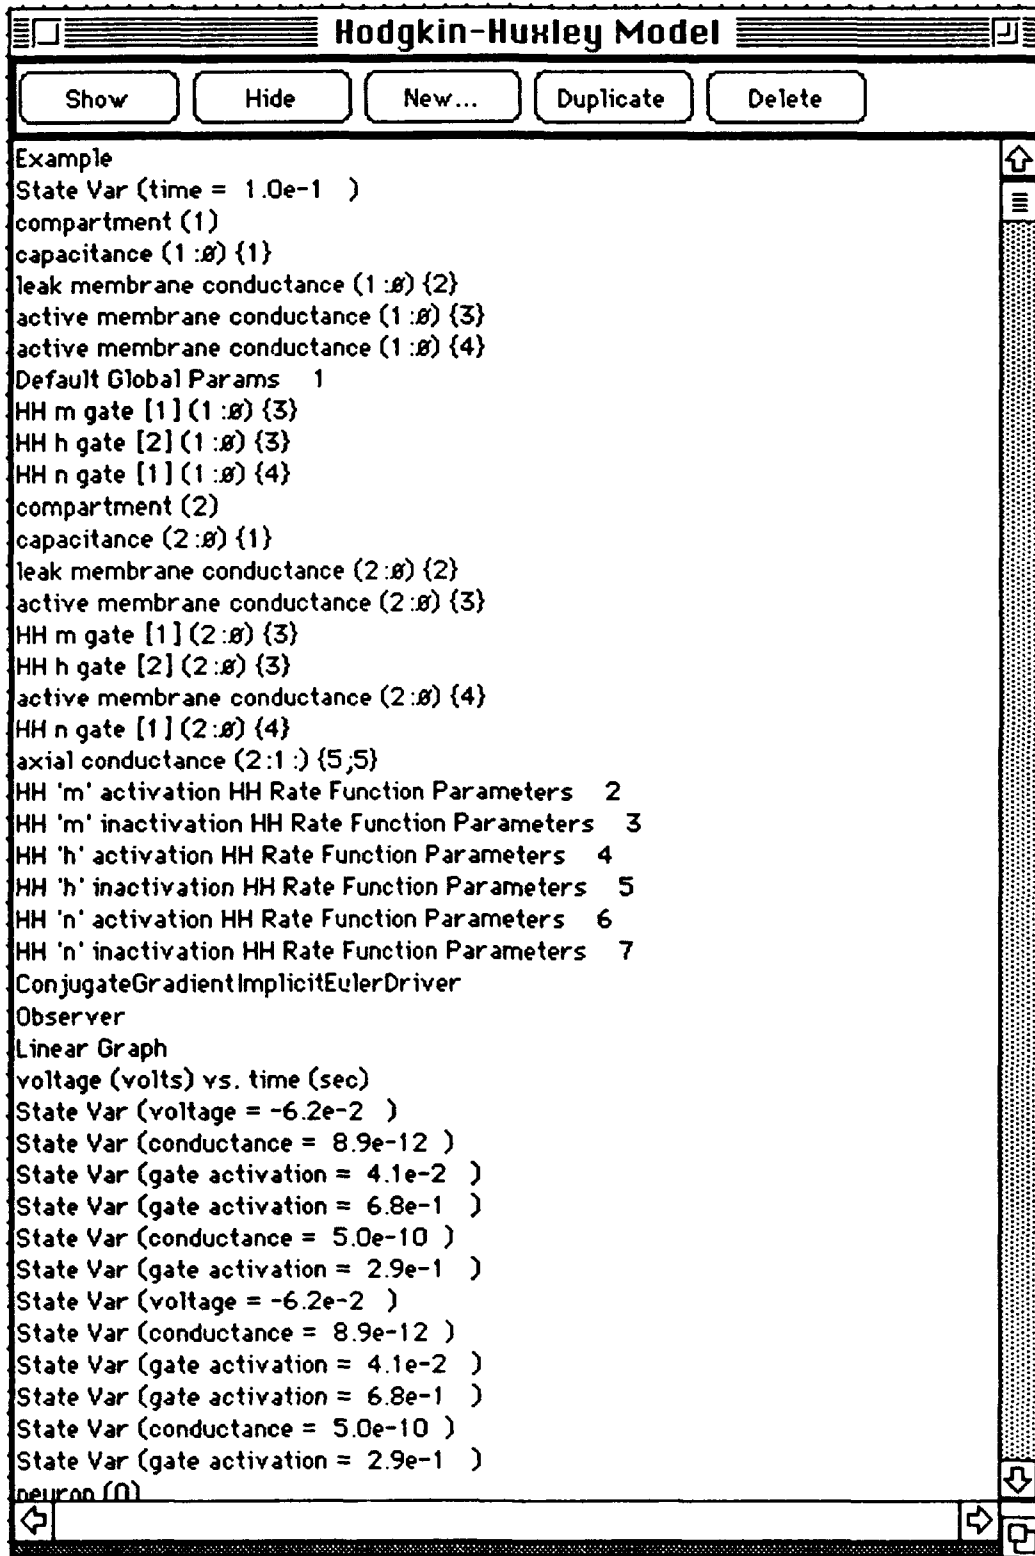 Hodgkin-Huxley Model
Show Hide New... Duplicate Delete
Example
State Var (time = 1.0e-1 )
compartment (1)
capacitance (1:ø) {1}
leak membrane conductance (1:ø) {2}
active membrane conductance (1:ø) {3}
active membrane conductance (1:ø) {4}
Default Global Params 1
HH m gate [1] (1:ø) {3}
HH h gate [2] (1:ø) {3}
HH n gate [1] (1:ø) {4}
compartment (2)
capacitance (2:ø) {1}
leak membrane conductance (2:ø) {2}
active membrane conductance (2:ø) {3}
HH m gate [1] (2:ø) {3}
HH h gate [2] (2:ø) {3}
active membrane conductance (2:ø) {4}
HH n gate [1] (2:ø) {4}
axial conductance (2:1:) {5;5}
HH 'm' activation HH Rate Function Parameters 2
HH 'm' inactivation HH Rate Function Parameters 3
HH 'h' activation HH Rate Function Parameters 4
HH 'h' inactivation HH Rate Function Parameters 5
HH 'n' activation HH Rate Function Parameters 6
HH 'n' inactivation HH Rate Function Parameters 7
ConjugateGradientImplicitEulerDriver
Observer
Linear Graph
voltage (volts) vs. time (sec)
State Var (voltage = -6.2e-2 )
State Var (conductance = 8.9e-12 )
State Var (gate activation = 4.1e-2 )
State Var (gate activation = 6.8e-1 )
State Var (conductance = 5.0e-10 )
State Var (gate activation = 2.9e-1 )
State Var (voltage = -6.2e-2 )
State Var (conductance = 8.9e-12 )
State Var (gate activation = 4.1e-2 )
State Var (gate activation = 6.8e-1 )
State Var (conductance = 5.0e-10 )
State Var (gate activation = 2.9e-1 )
neuron (0)